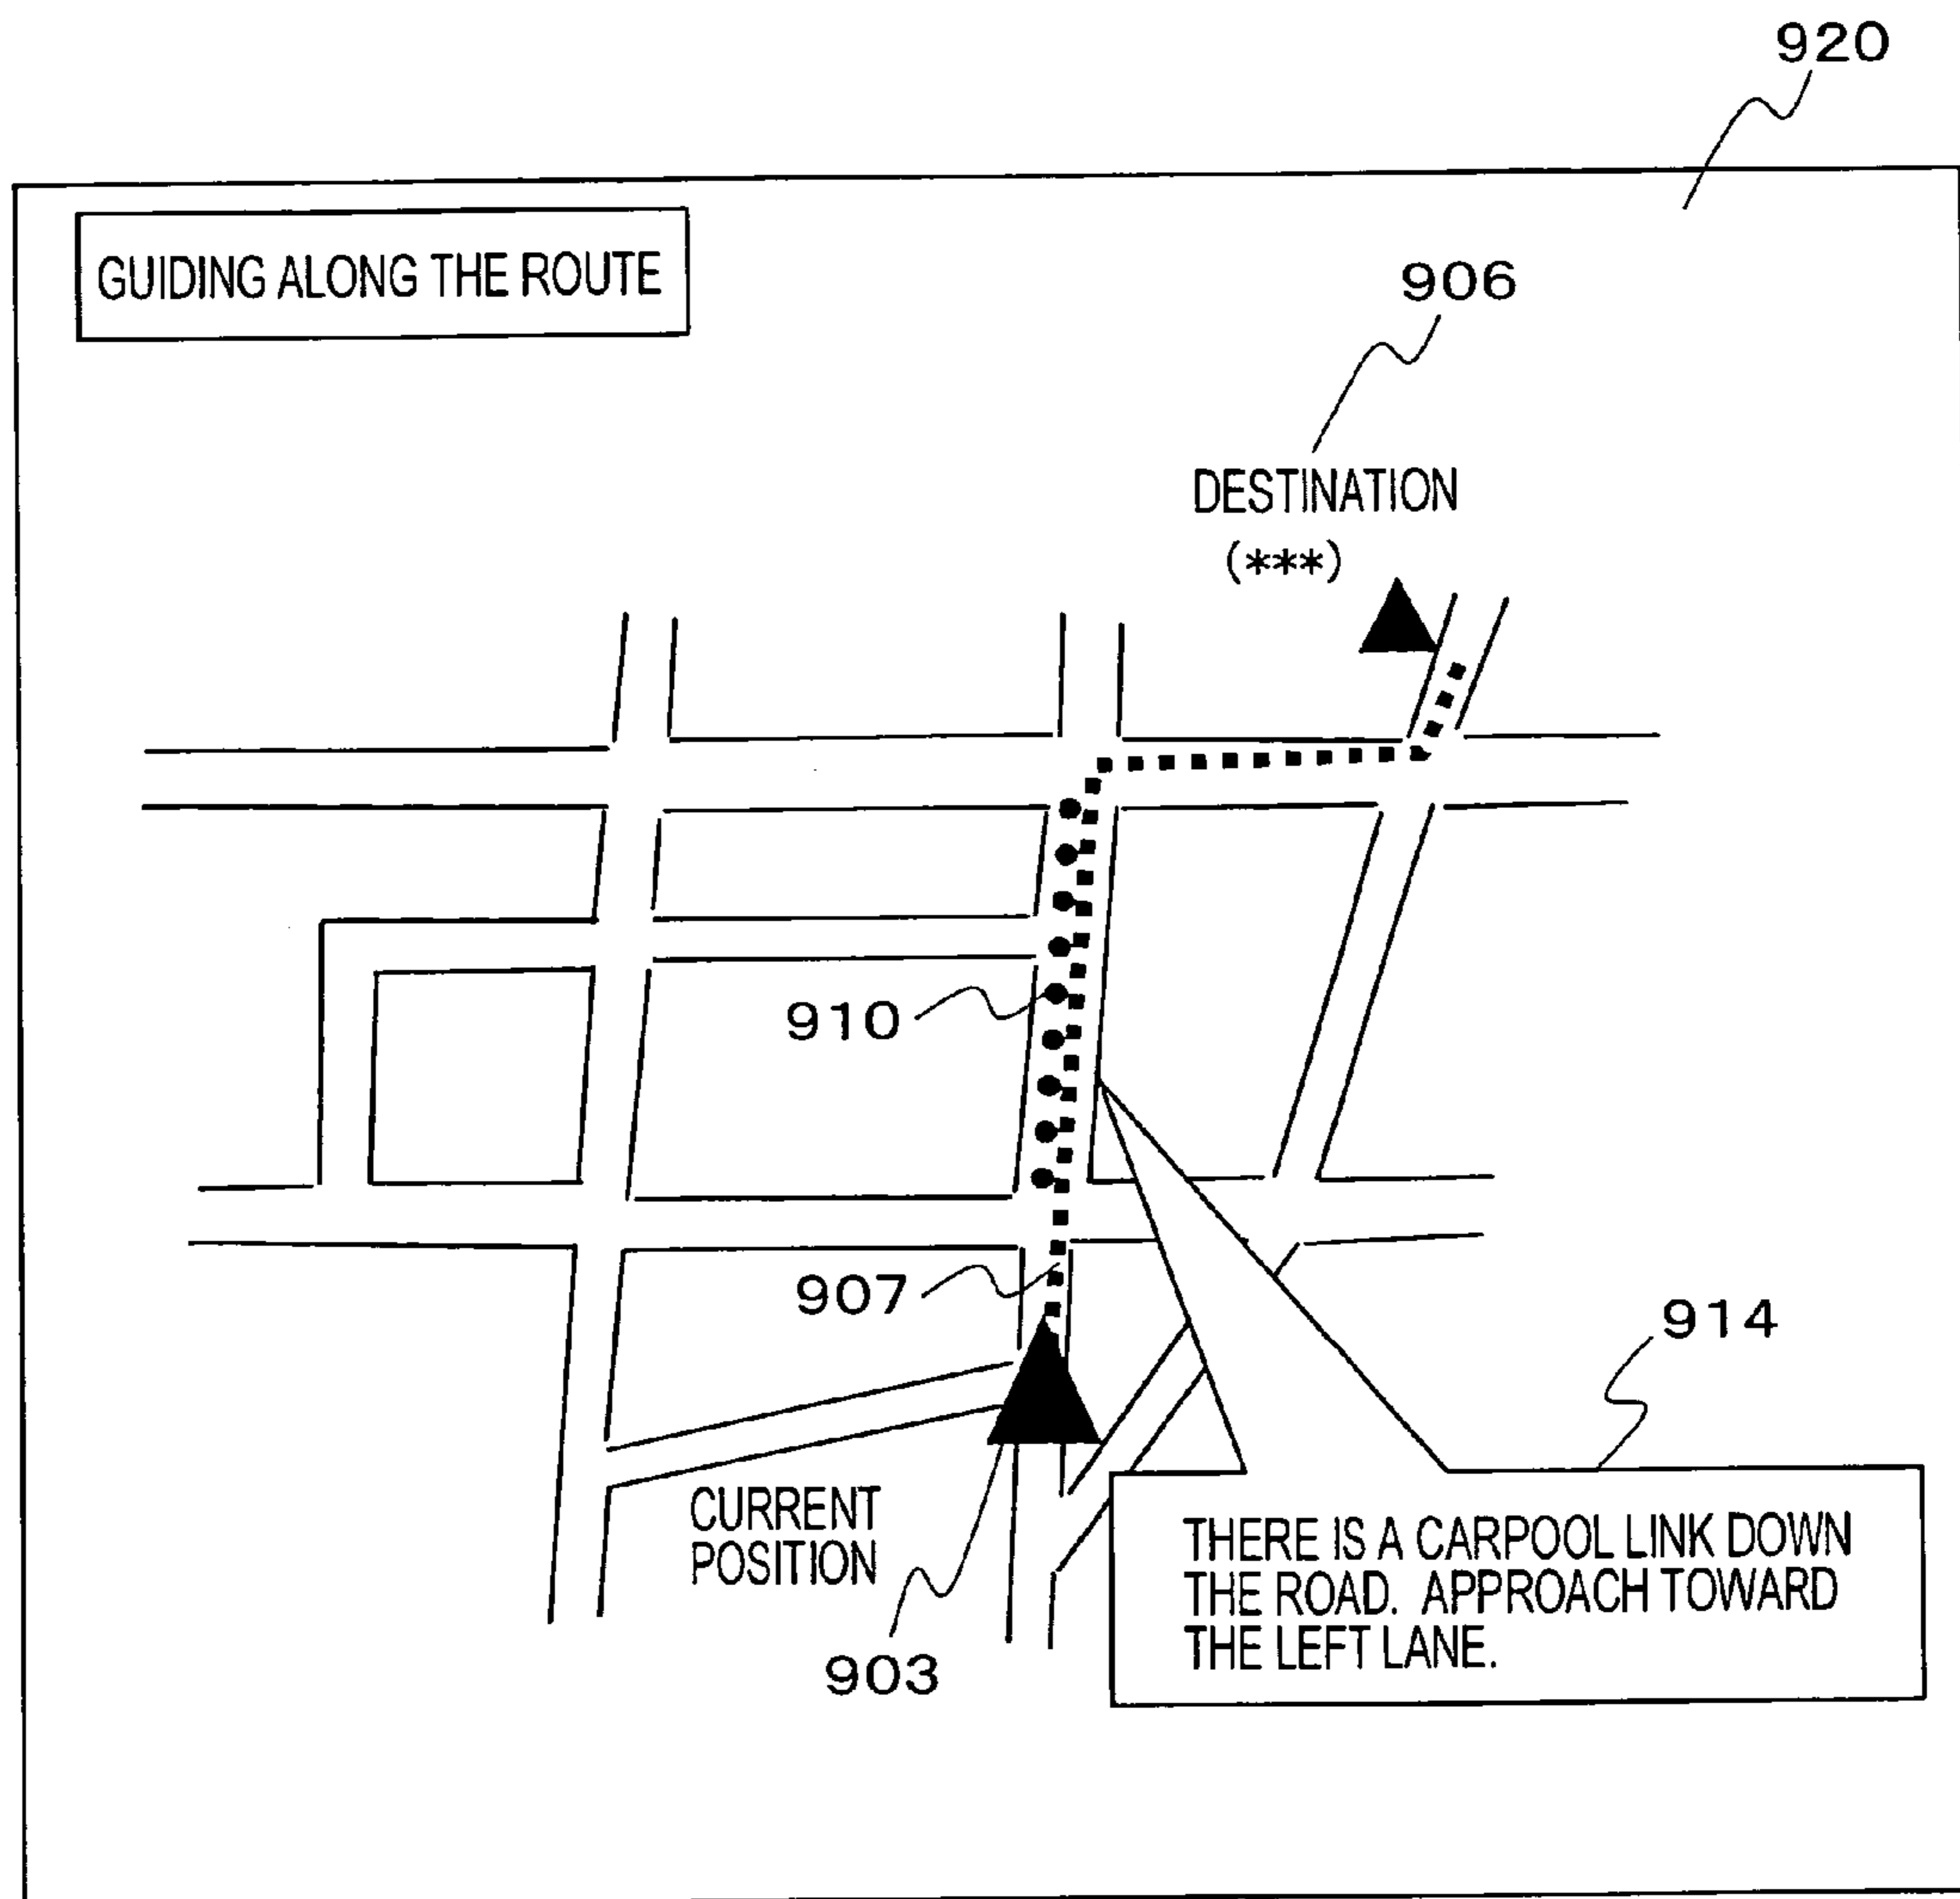 920
GUIDING ALONG THE ROUTE
906
DESTINATION
(***)
910
907
914
CURRENT
POSITION
THERE IS A CARPOOL LINK DOWN
THE ROAD. APPROACH TOWARD
THE LEFT LANE.
903